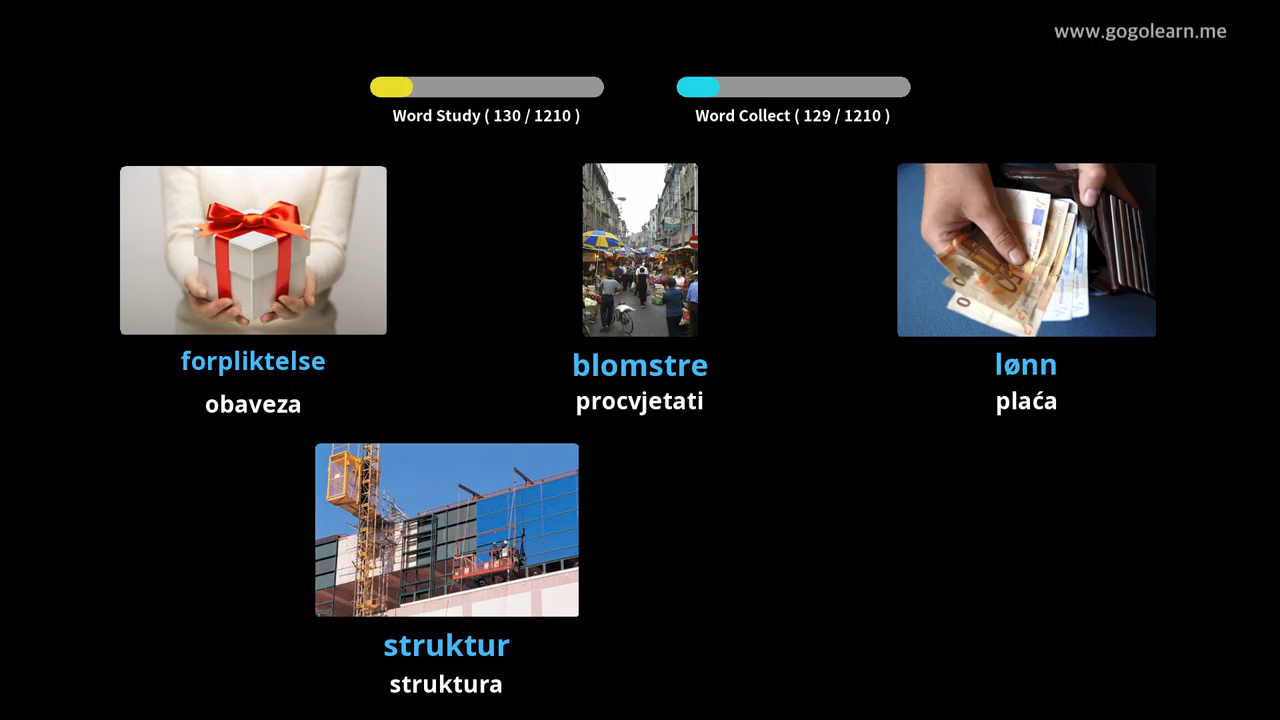 www.gogolearn.me
Word Study ( 130 / 1210 )
Word Collect ( 129 / 1210 )
forpliktelse
obaveza
blomstre
procvjetati
lønn
plaća
struktur
struktura